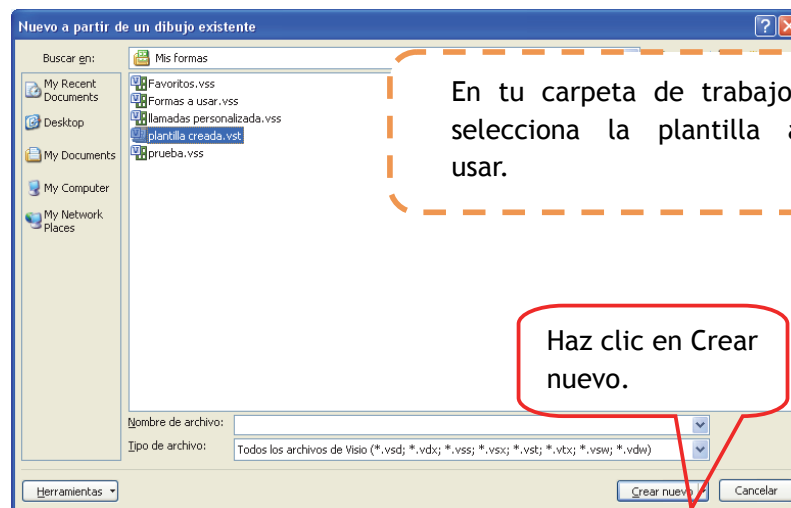 Nuevo a partir de un dibujo existente
Buscar en:
Mis formas
My Recent
Documents
Desktop
My Documents
My Computer
My Network
Places
Favoritos.vss
Formas a usar.vss
llamadas personalizada.vss
plantilla creada.vst
prueba.vss
En tu carpeta de trabajo
selecciona la plantilla a
usar.
Haz clic en Crear
nuevo.
Nombre de archivo:
Tipo de archivo:
Todos los archivos de Visio (*.vsd; *.vdx; *.vss; *.vsx; *.vst; *.vtx; *.vsw; *.vdw)
Herramientas
Crear nuevo
Cancelar